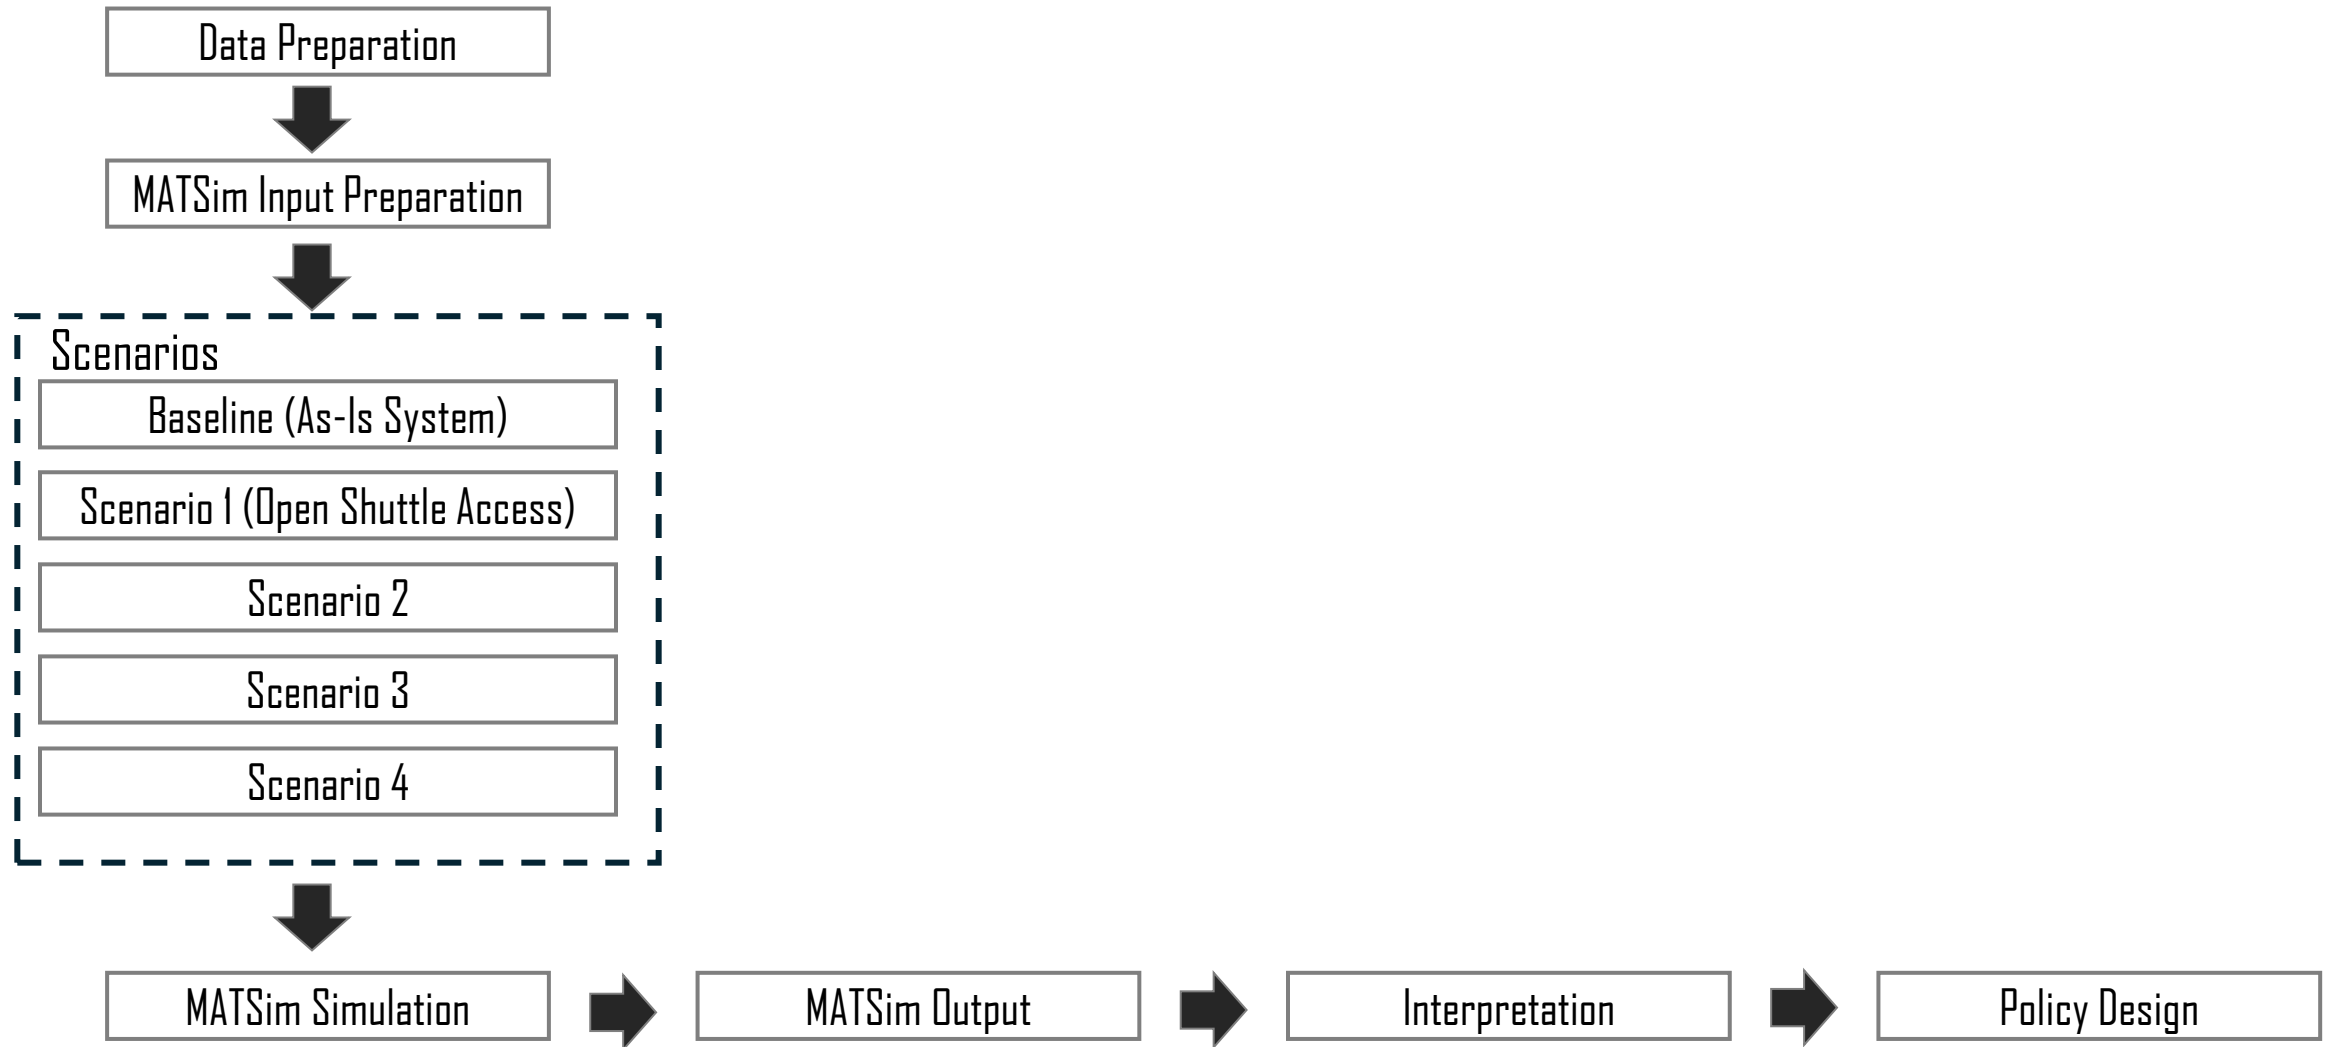 Data Preparation
MATSim Input Preparation
Scenarios
Baseline (As-Is System)
Scenario 1 (Open Shuttle Access)
Scenario 2
Scenario 3
Scenario 4
MATSim Simulation
MATSim Output
Interpretation
Policy Design